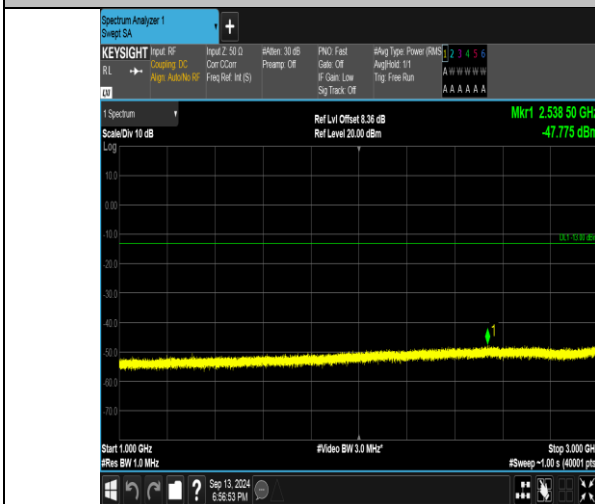 Spectrum Analyzer 1
Swept SA
+
KEYSIGHT
RL
Input: RF
Coupling: DC
Align: Auto/No RF
Input Z: 50 Ω
Corr CCorr
Freq Ref: Int (S)
#Atten: 30 dB
Preamp: Off
PNO: Fast
Gate: Off
IF Gain: Low
Sig Track: Off
#Avg Type: Power (RMS
Avg|Hold: 1/1
Trig: Free Run
1 2 3 4 5 6
A W W W W W
A A A A A A
1 Spectrum
Scale/Div 10 dB
Log
Ref Lvl Offset 8.36 dB
Ref Level 20.00 dBm
Mkr1 2.538 50 GHz
-47.775 dBm
10.0
0.00
-10.0
-20.0
-30.0
-40.0
-50.0
-60.0
-70.0
DL1 -13.00 dBm
1
Start 1.000 GHz
#Res BW 1.0 MHz
#Video BW 3.0 MHz*
Stop 3.000 GHz
#Sweep ~1.00 s (40001 pts
?
Sep 13, 2024
6:56:53 PM